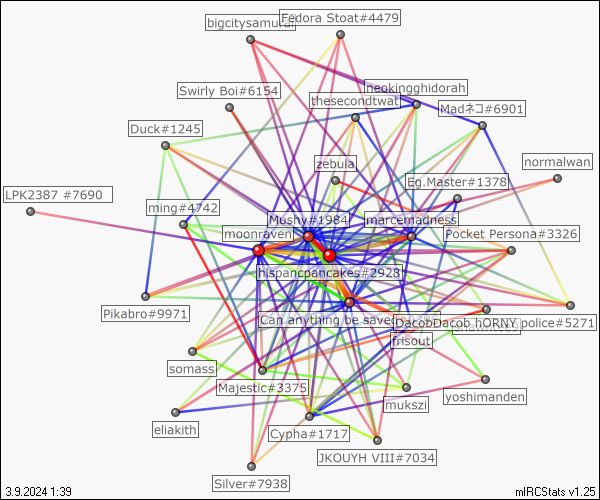 bigcitysamurai
Fedora Stoat#4479
Swirly Boi#6154
neokingghidorah
thesecondtwat
Madネコ#6901
Duck#1245
zebula
normalwan
Eg.Master#1378
LPK2387 #7690
ming#4742
Mushy#1984
marcemadness
moonraven
Pocket Persona#3326
hispancpancakes#2928
Pikabro#9971
Can anything be saved
DacobDacob
hORNY police#5271
frisout
somass
Majestic#3375
yoshimanden
mukszi
eliakith
Cypha#1717
JKOUYH VIII#7034
Silver#7938
3.9.2024 1:39
mIRCStats v1.25